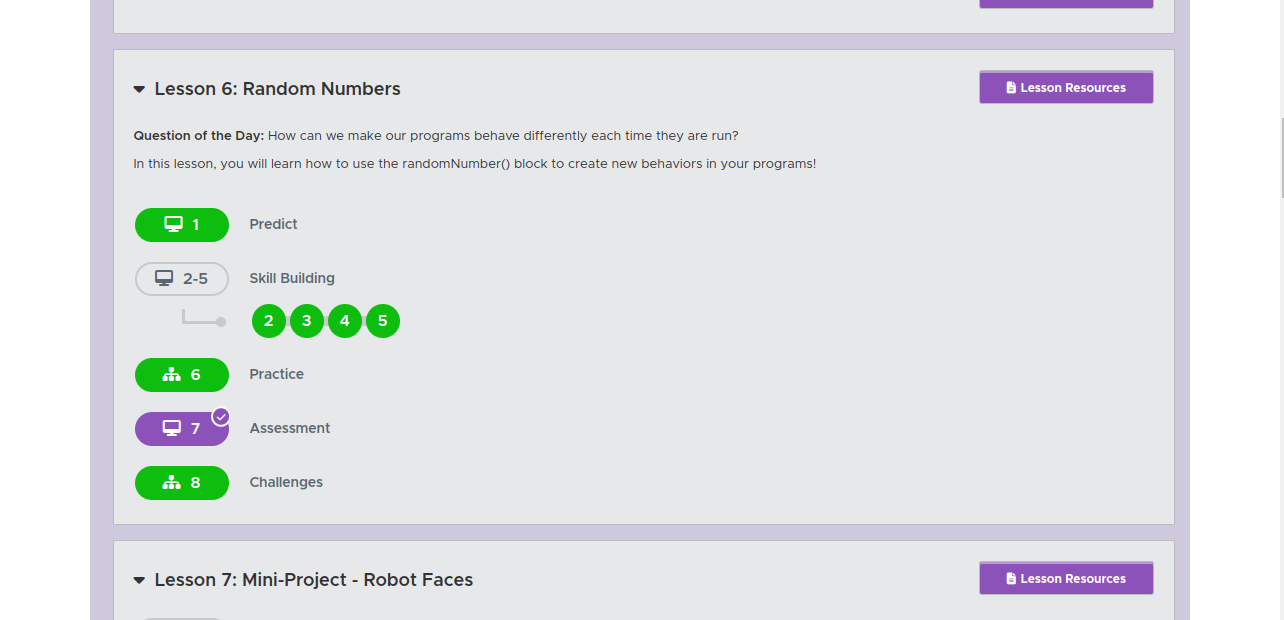 Lesson 6: Random Numbers
Lesson Resources
Question of the Day: How can we make our programs behave differently each time they are run?
In this lesson, you will learn how to use the randomNumber() block to create new behaviors in your programs!
1 Predict
2-5 Skill Building
2 3 4 5
6 Practice
7 Assessment
8 Challenges
Lesson 7: Mini-Project - Robot Faces
Lesson Resources